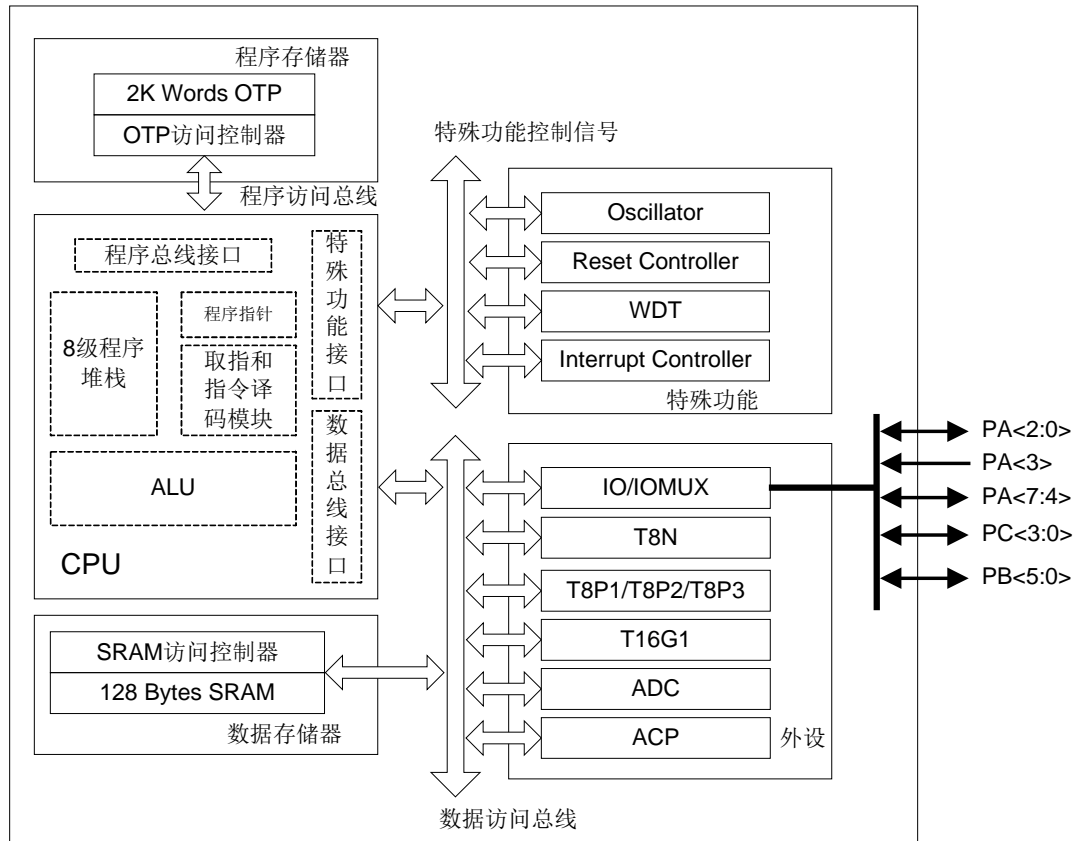 程序存储器
2K Words OTP
OTP访问控制器
程序访问总线
程序总线接口
8级程序
堆栈
程序指针
取指和
指令译
码模块
特
殊
功
能
接
口
ALU
数
据
总
线
接
口
CPU
SRAM访问控制器
128 Bytes SRAM
数据存储器
特殊功能控制信号
Oscillator
Reset Controller
WDT
Interrupt Controller
特殊功能
IO/IOMUX
T8N
T8P1/T8P2/T8P3
T16G1
ADC
ACP
外设
数据访问总线
PA<2:0>
PA<3>
PA<7:4>
PC<3:0>
PB<5:0>